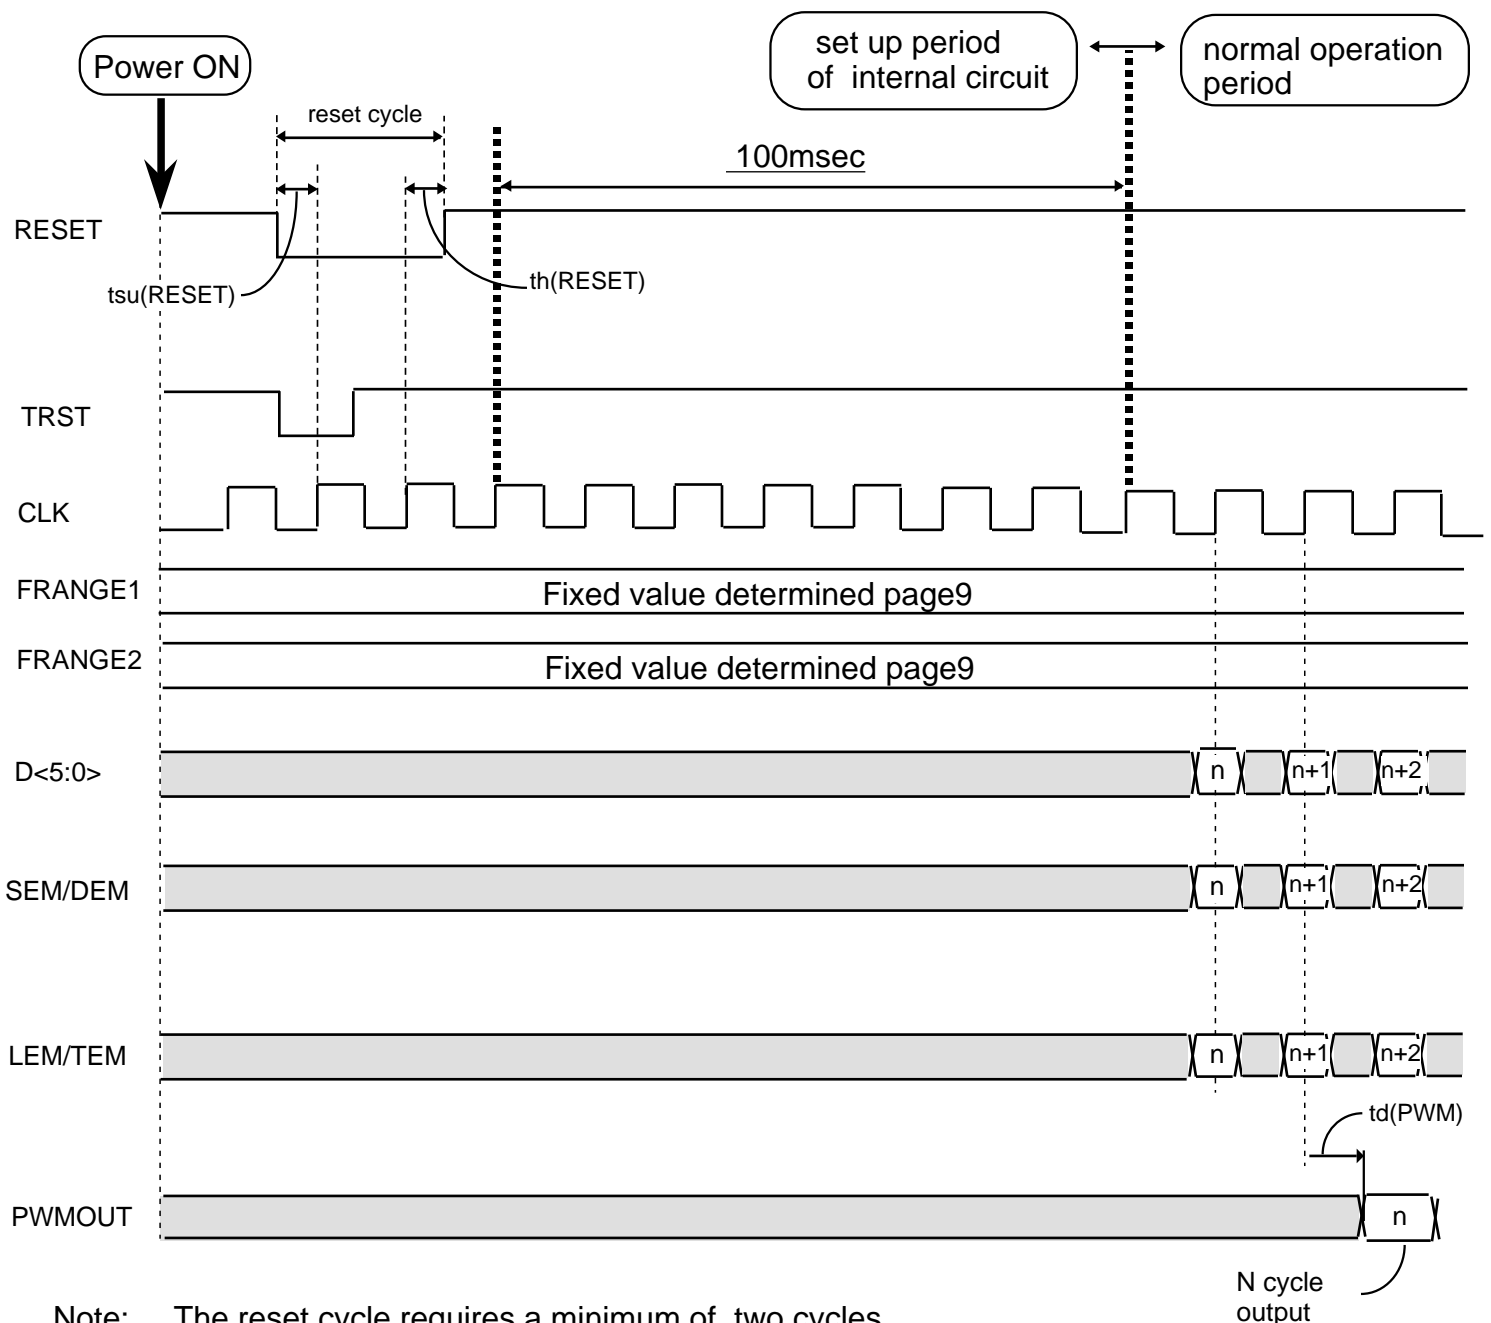 set up period
of internal circuit
normal operation
period
Power ON
reset cycle
100msec
RESET
tsu(RESET)
th(RESET)
TRST
CLK
FRANGE1
Fixed value determined page9
FRANGE2
Fixed value determined page9
D<5:0>
n
n+1
n+2
SEM/DEM
n
n+1
n+2
LEM/TEM
n
n+1
n+2
td(PWM)
PWMOUT
n
N cycle
output
Note: The reset cycle requires a minimum of two cycles